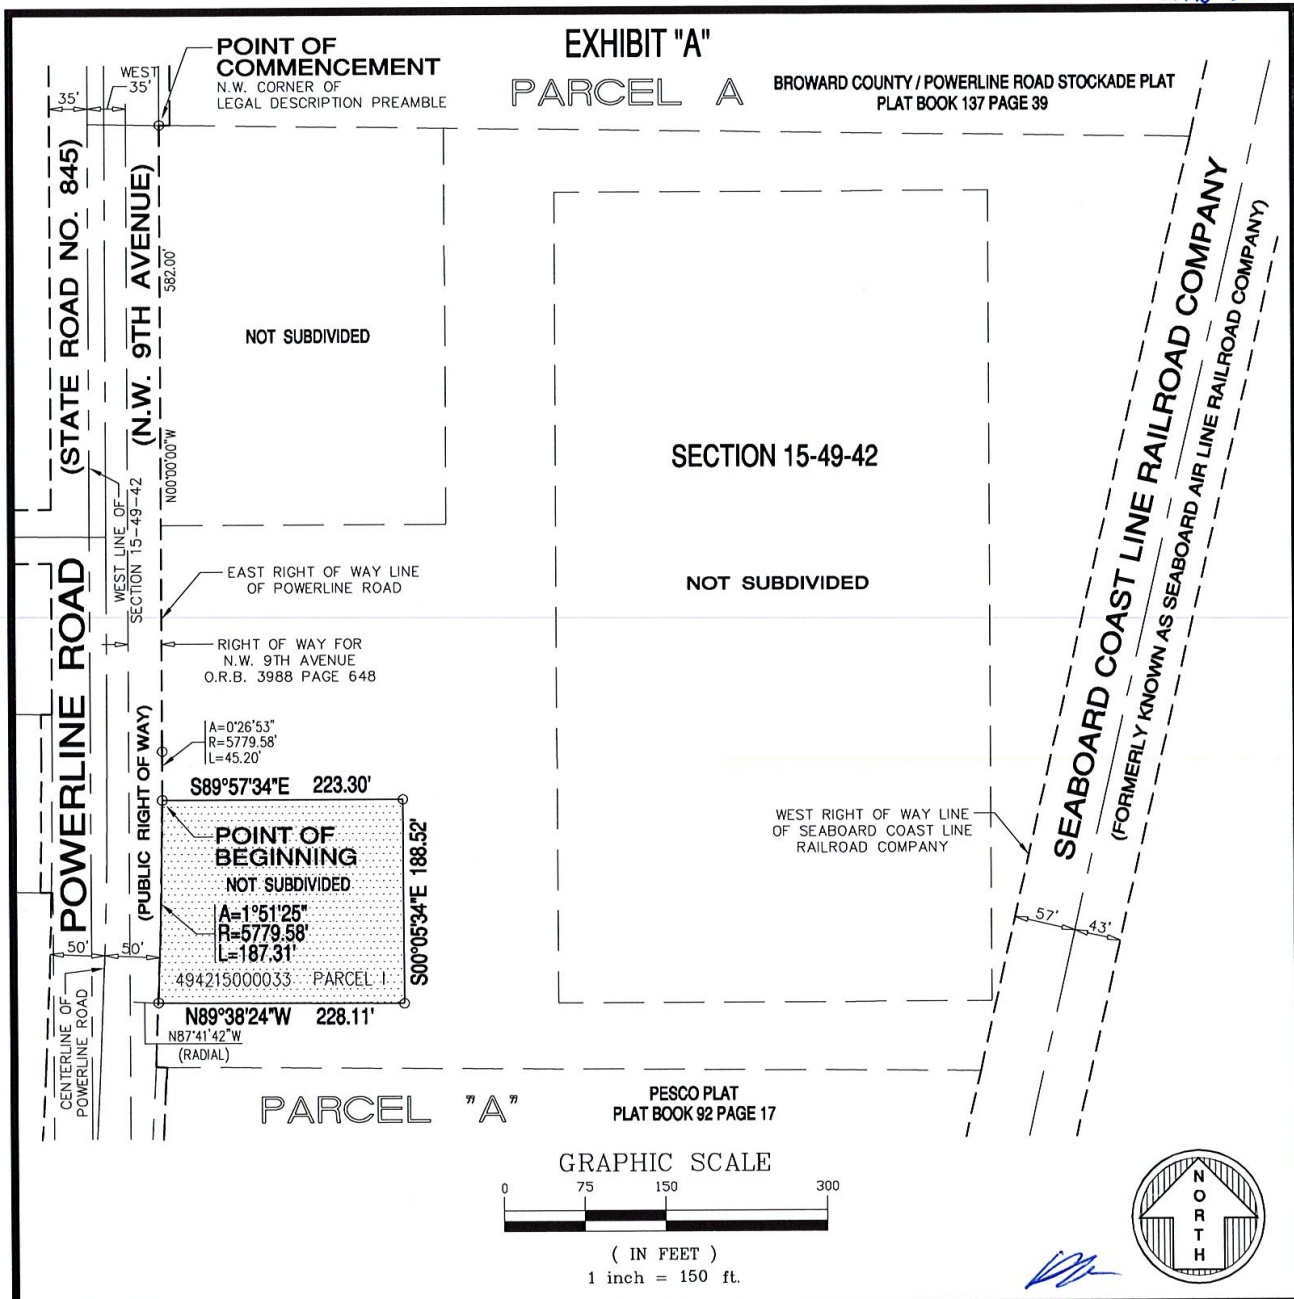 EXHIBIT "A"
POINT OF
COMMENCEMENT
N.W. CORNER OF
LEGAL DESCRIPTION PREAMBLE
PARCEL A
BROWARD COUNTY / POWERLINE ROAD STOCKADE PLAT
PLAT BOOK 137 PAGE 39
WEST
35'
35'
(STATE ROAD NO. 845)
(N.W. 9TH AVENUE)
582.00'
N00°00'00"W
NOT SUBDIVIDED
SECTION 15-49-42
NOT SUBDIVIDED
SEABOARD COAST LINE RAILROAD COMPANY
(FORMERLY KNOWN AS SEABOARD AIR LINE RAILROAD COMPANY)
WEST LINE OF
SECTION 15-49-42
EAST RIGHT OF WAY LINE
OF POWERLINE ROAD
RIGHT OF WAY FOR
N.W. 9TH AVENUE
O.R.B. 3988 PAGE 648
POWERLINE ROAD
(PUBLIC RIGHT OF WAY)
A=0°26'53"
R=5779.58'
L=45.20'
S89°57'34"E 223.30'
POINT OF
BEGINNING
NOT SUBDIVIDED
A=1°51'25"
R=5779.58'
L=187.31'
494215000033 PARCEL I
S00°05'34"E 188.52'
N89°38'24"W 228.11'
N87°41'42"W
(RADIAL)
WEST RIGHT OF WAY LINE
OF SEABOARD COAST LINE
RAILROAD COMPANY
57'
43'
50'
50'
CENTERLINE OF
POWERLINE ROAD
PARCEL "A"
PESCO PLAT
PLAT BOOK 92 PAGE 17
GRAPHIC SCALE
0 75 150 300
( IN FEET )
1 inch = 150 ft.
NORTH